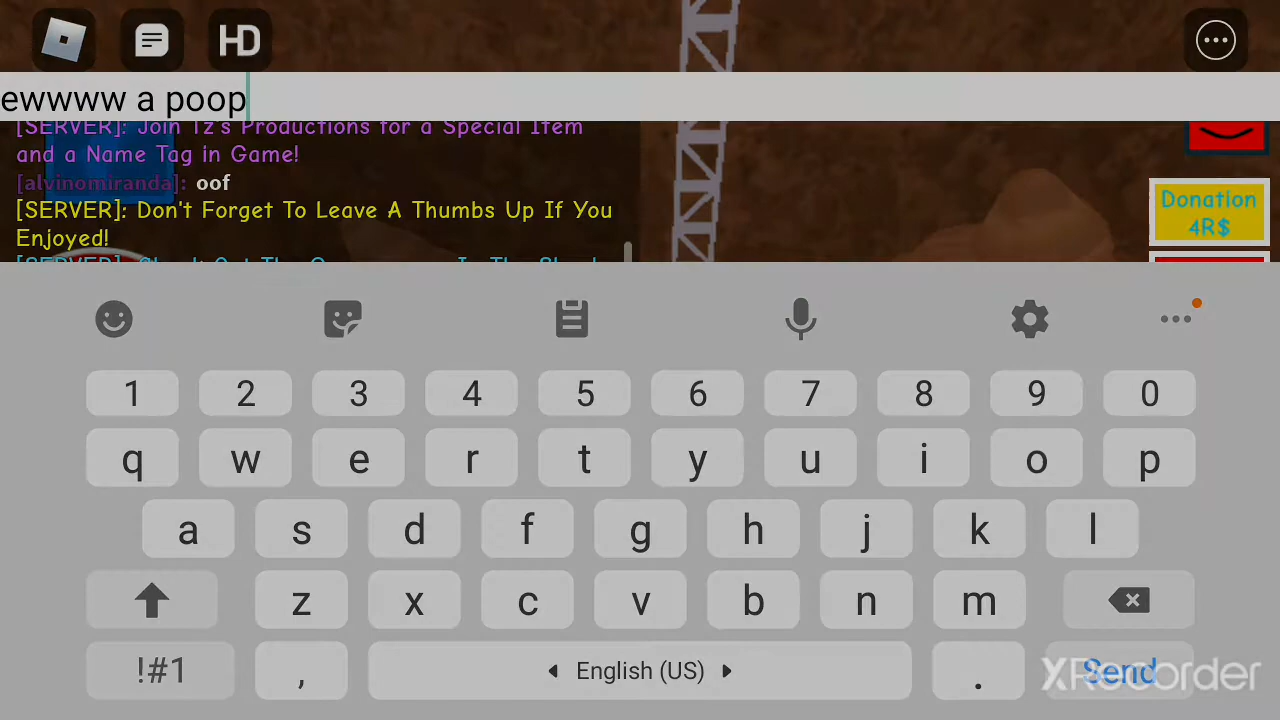 HD
ewwww a poop
[SERVER]: Join Tz's Productions for a Special Item
and a Name Tag in Game!
[alvinomiranda]: oof
[SERVER]: Don't Forget To Leave A Thumbs Up If You
Enjoyed!
Donation
4R$
1 2 3 4 5 6 7 8 9 0
q w e r t y u i o p
a s d f g h j k l
z x c v b n m
!#1 , English (US) . Send
XRecorder